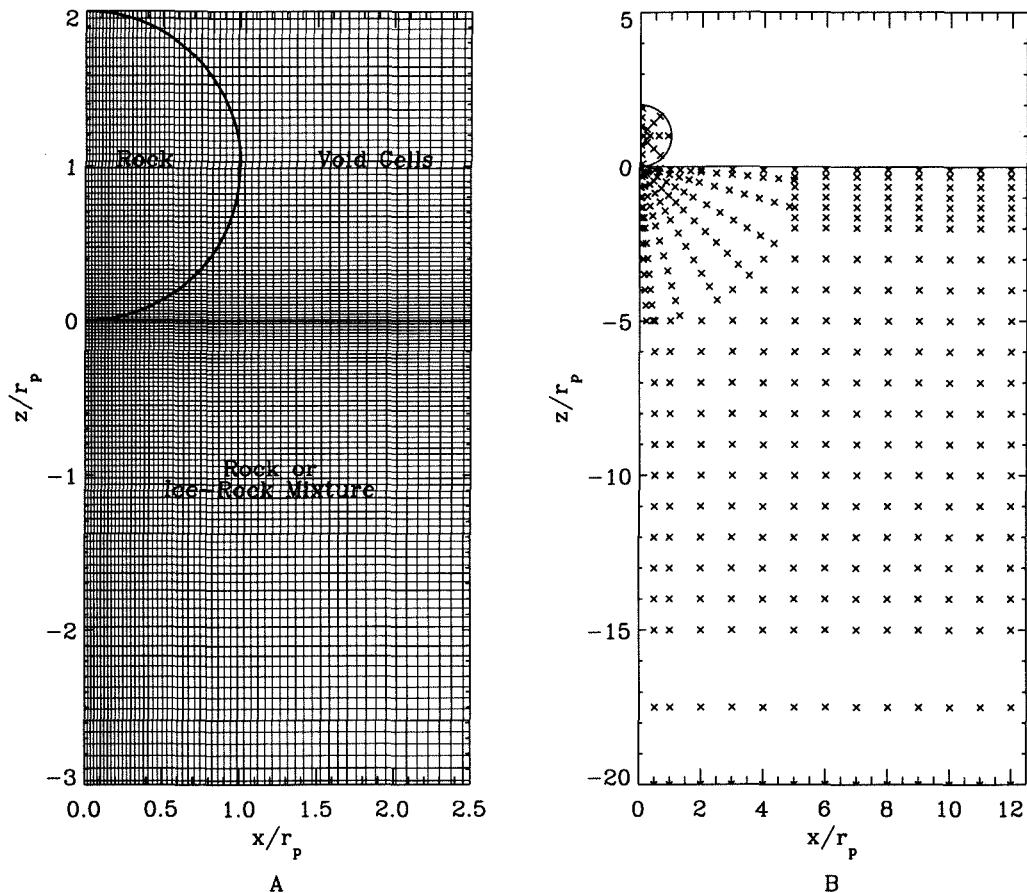 2
1
0
-1
-2
-3
z/r_p
Rock
Void Cells
Rock or
Ice-Rock Mixture
0.0 0.5 1.0 1.5 2.0 2.5
x/r_p
A
5
0
-5
-10
-15
-20
z/r_p
0 2 4 6 8 10 12
x/r_p
B